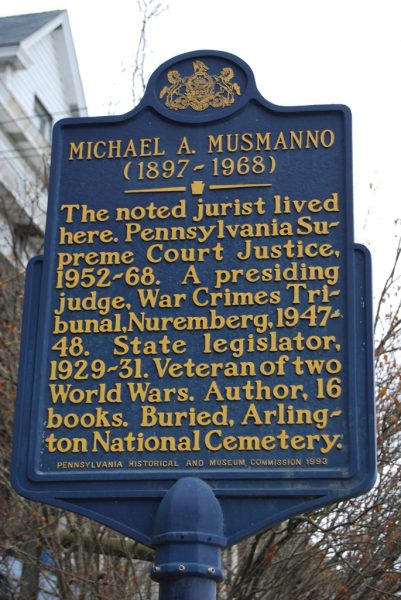 MICHAEL A. MUSMANNO
(1897-1968)
The noted jurist lived
here. Pennsylvania Su-
preme Court Justice,
1952-68. A presiding
judge, War Crimes Tri-
bunal, Nuremberg, 1947-
48. State legislator,
1929-31. Veteran of two
World Wars. Author, 16
books. Buried, Arling-
ton National Cemetery.
PENNSYLVANIA HISTORICAL AND MUSEUM COMMISSION 1993